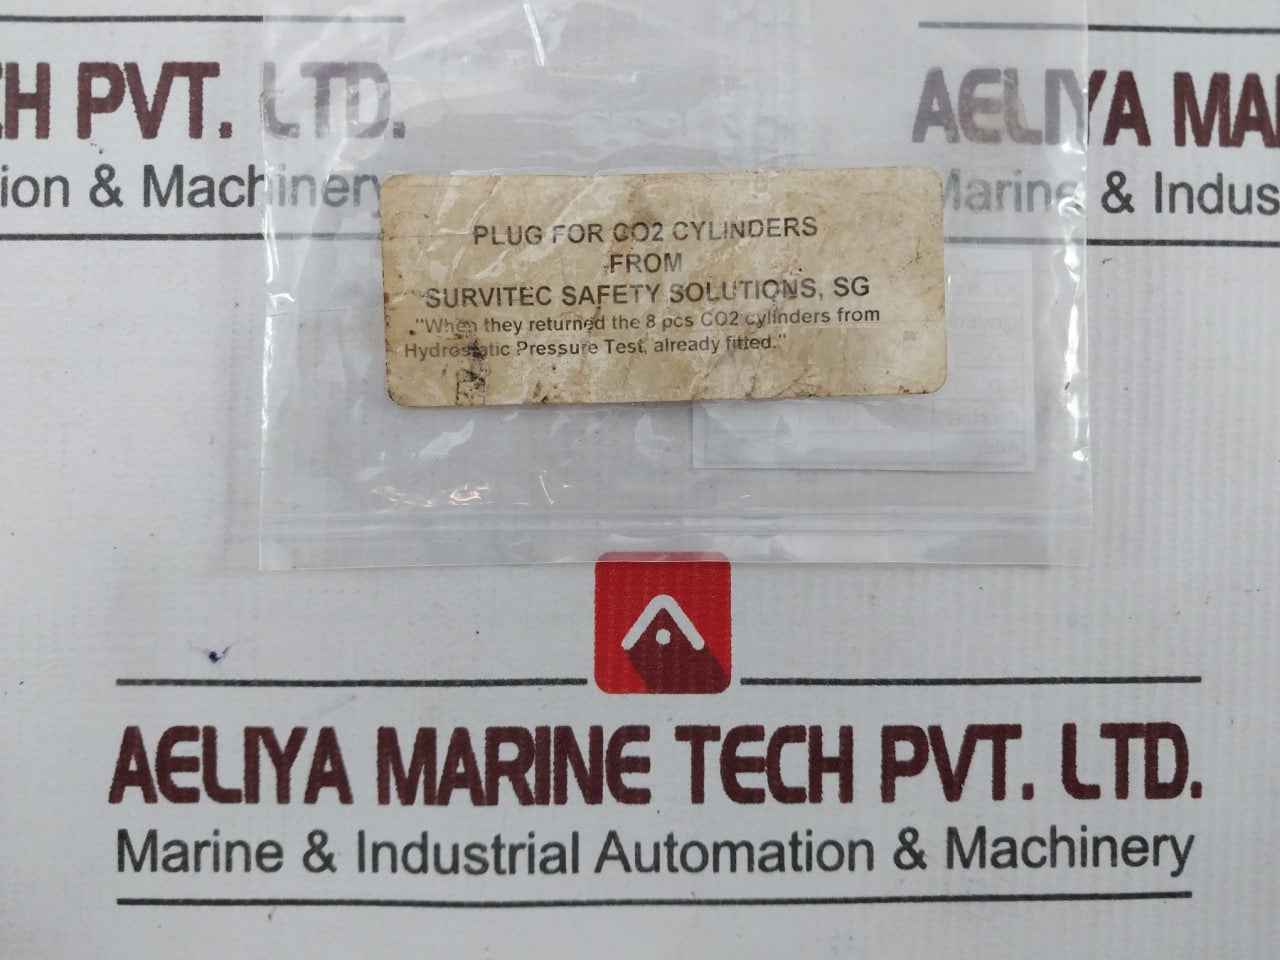 CH PVT. LTD.
ion & Machinery
AELIYA MA
Marine & Indus
PLUG FOR CO2 CYLINDERS
FROM
SURVITEC SAFETY SOLUTIONS, SG
"When they returned the 8 pcs CO2 cylinders from
Hydrostatic Pressure Test, already fitted."
AELIYA MARINE TECH PVT. LTD.
Marine & Industrial Automation & Machinery